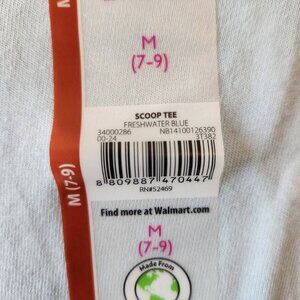 M
(7-9)
SCOOP TEE
FRESHWATER BLUE
34000286 NB14100126390
00-24 3T382
8 809887 470447
RN#52469
Find more at Walmart.com
M
(7-9)
Made From
M (7-9)